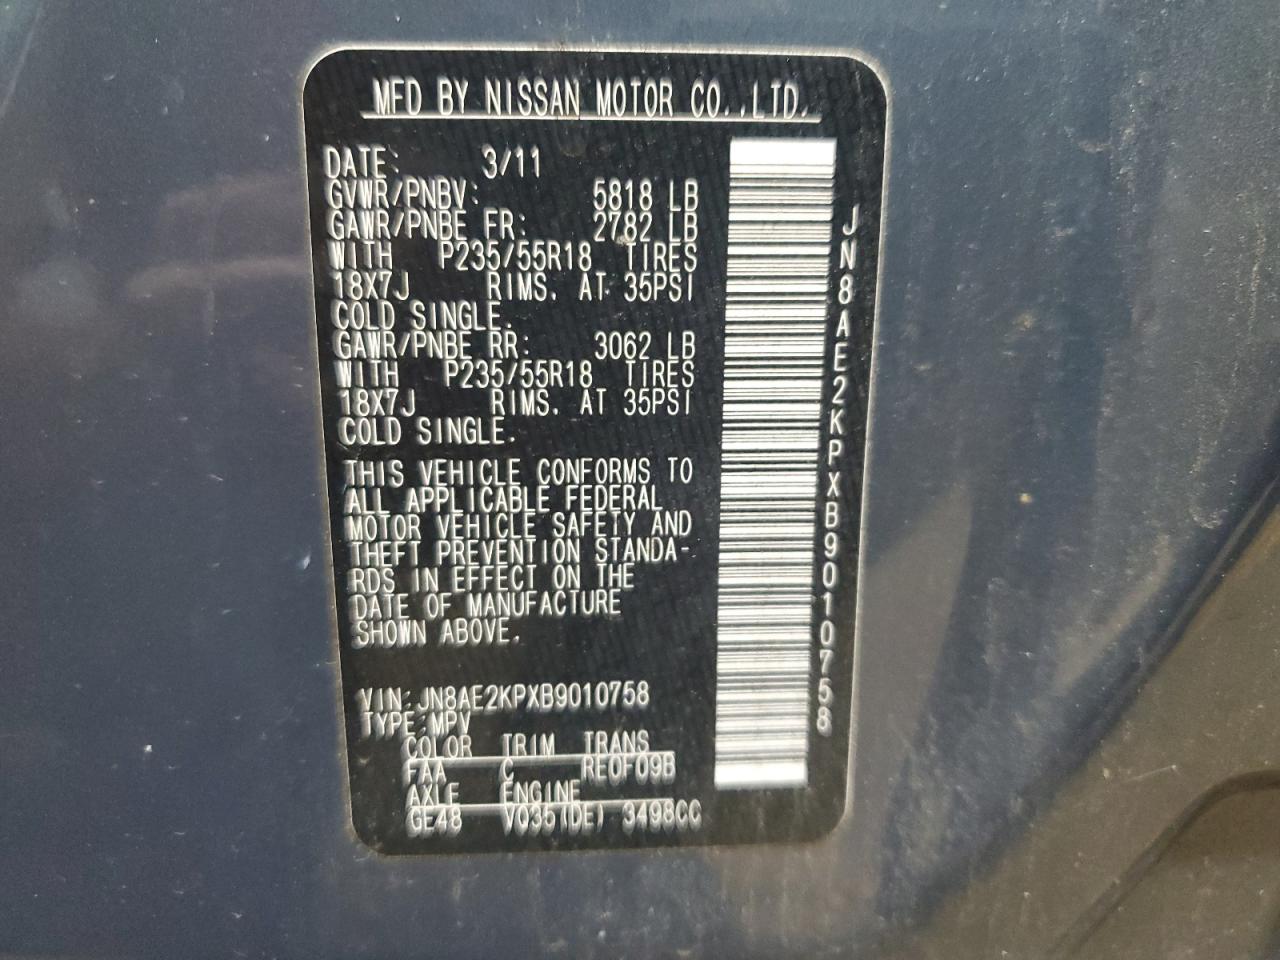 MFD BY NISSAN MOTOR CO.,LTD.
DATE: 3/11
GVWR/PNBV: 5818 LB
GAWR/PNBE FR: 2782 LB
WITH P235/55R18 TIRES
18X7J RIMS. AT 35PSI
COLD SINGLE.
GAWR/PNBE RR: 3062 LB
WITH P235/55R18 TIRES
18X7J RIMS. AT 35PSI
COLD SINGLE.
THIS VEHICLE CONFORMS TO
ALL APPLICABLE FEDERAL
MOTOR VEHICLE SAFETY AND
THEFT PREVENTION STANDA-
RDS IN EFFECT ON THE
DATE OF MANUFACTURE
SHOWN ABOVE.
VIN:JN8AE2KPXB9010758
TYPE:MPV
COLOR TRIM TRANS
FAA C RE0F09B
AXLE ENGINE
GE48 VQ35(DE) 3498CC
JN8AE2KPXB9010758